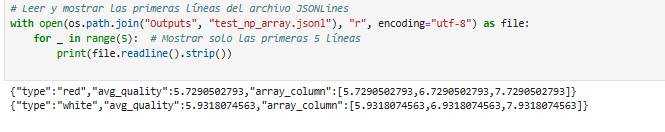 # Leer y mostrar las primeras líneas del archivo JSONLines
with open(os.path.join("Outputs", "test_np_array.jsonl"), "r", encoding="utf-8") as file:
    for _ in range(5):  # Mostrar solo las primeras 5 líneas
        print(file.readline().strip())
{"type":"red","avg_quality":5.7290502793,"array_column":[5.7290502793,6.7290502793,7.7290502793]}
{"type":"white","avg_quality":5.9318074563,"array_column":[5.9318074563,6.9318074563,7.9318074563]}